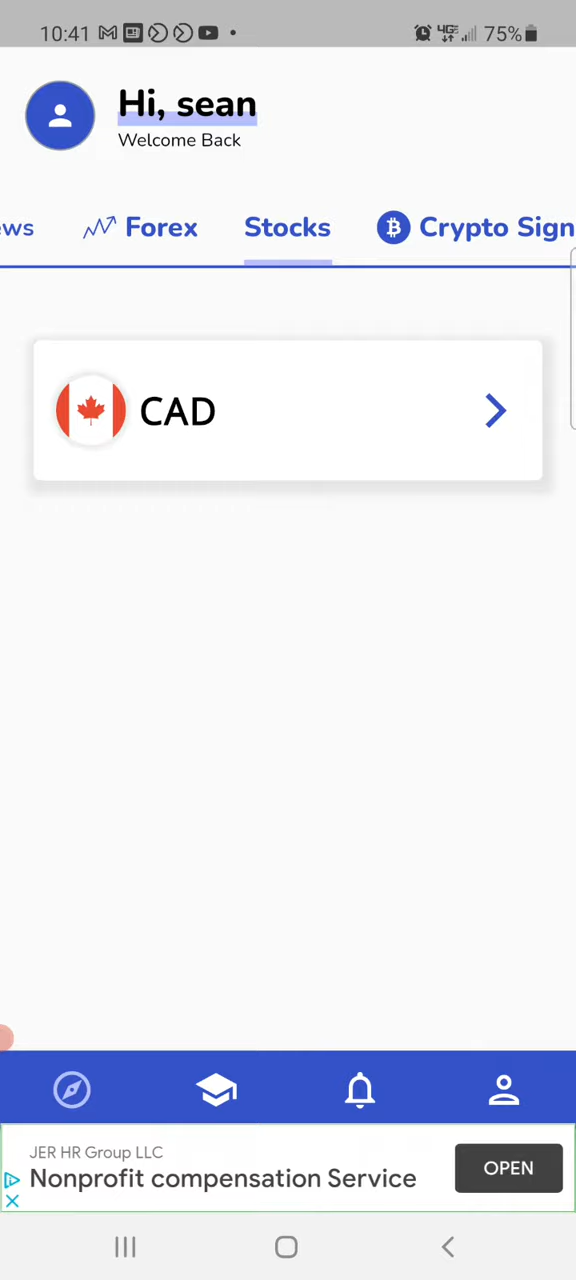 10:41 75%
Hi, sean
Welcome Back
ews Forex Stocks Crypto Sign
CAD
JER HR Group LLC
Nonprofit compensation Service
OPEN